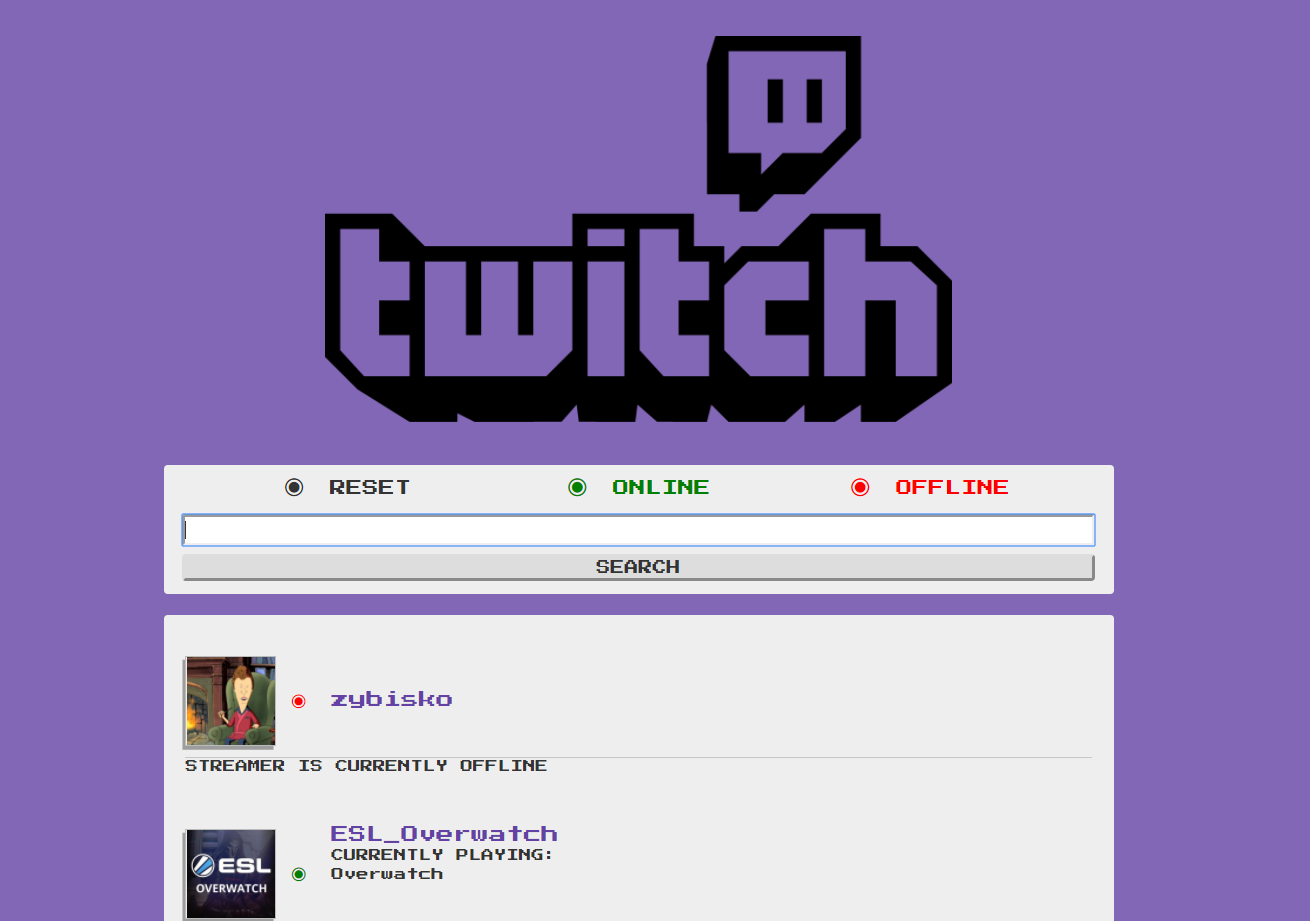 twitch
RESET
ONLINE
OFFLINE
SEARCH
zybisko
STREAMER IS CURRENTLY OFFLINE
ESL_Overwatch
CURRENTLY PLAYING:
Overwatch
ESL
OVERWATCH